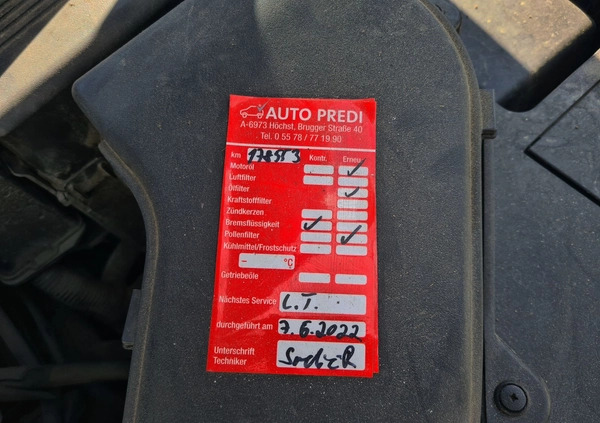 AUTO PREDI
A-6973 Höchst, Brugger Straße 40
Tel. 0 55 78 / 77 19 90
km Kontr. Erneu
Motoröl ✓
Luftfilter
Ölfilter ✓
Kraftstofffilter
Zündkerzen
Bremsflüssigkeit ✓
Pollenfilter ✓
Kühlmittel/Frostschutz
- °C
Getriebeöle
Nächstes Service L.T.
durchgeführt am 7.6.2022
Unterschrift
Techniker